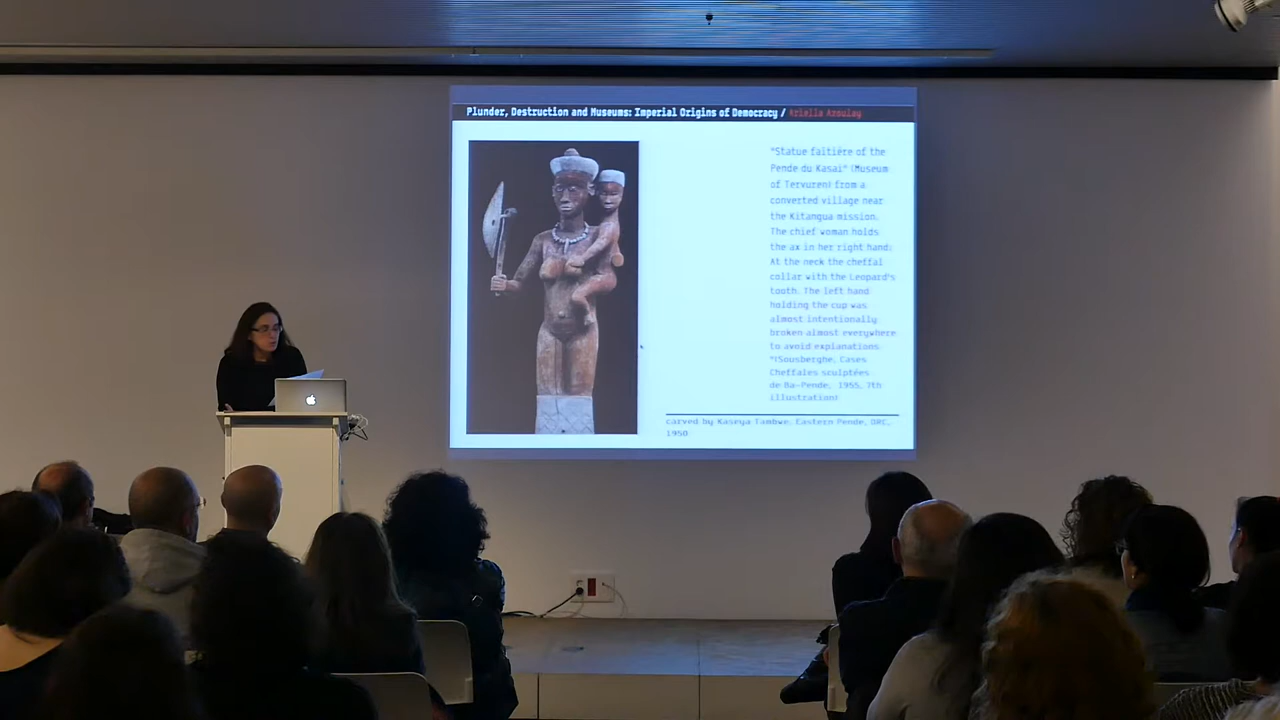 Plunder, Destruction and Museums: Imperial Origins of Democracy / Ariella Azoulay
"Statue faîtière of the
Pende du Kasai" (Museum
of Tervuren) from a
converted village near
the Kitangua mission.
The chief woman holds
the ax in her right hand;
At the neck the cheffal
collar with the Leopard's
tooth. The left hand
holding the cup was
almost intentionally
broken almost everywhere
to avoid explanations.
"(Sousberghe, Cases
Cheffales sculptées
de Ba-Pende, 1955, 7th
illustration)
carved by Kaseya Tambwe, Eastern Pende, DRC,
1950